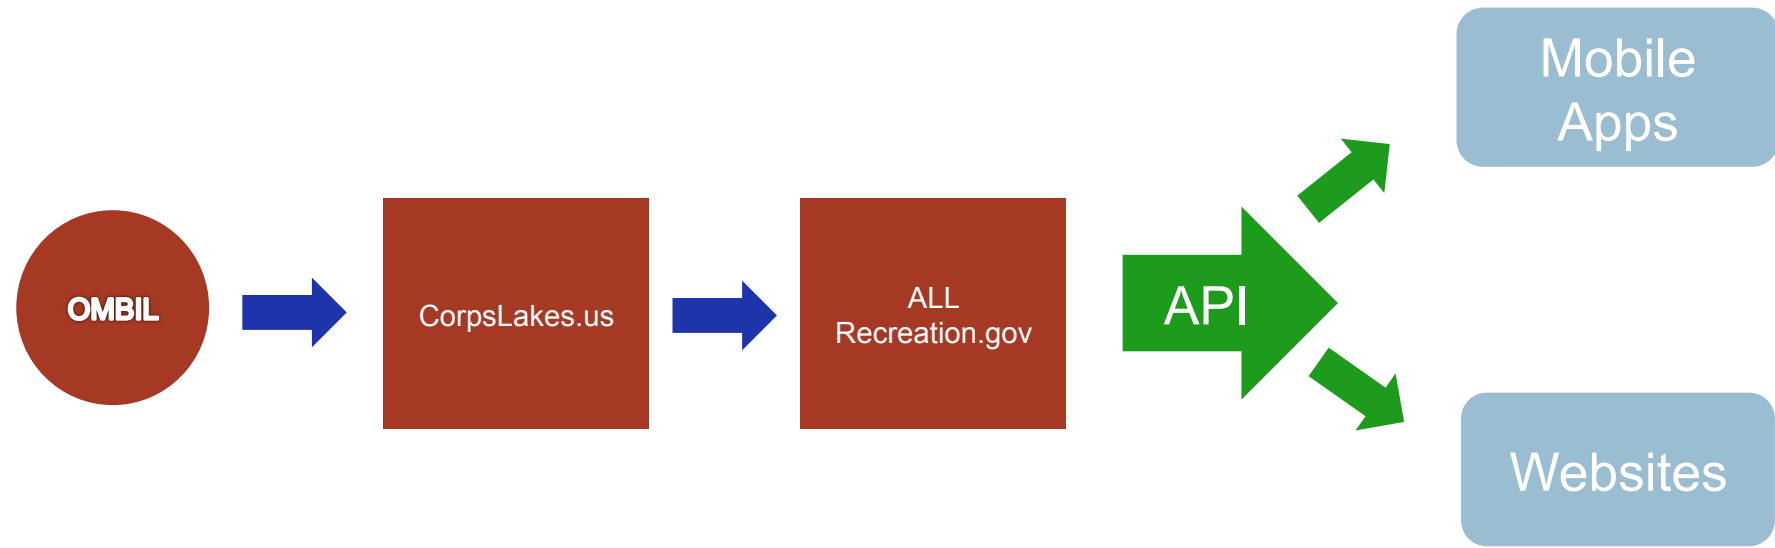 OMBIL
CorpsLakes.us
ALL
Recreation.gov
API
Mobile
Apps
Websites